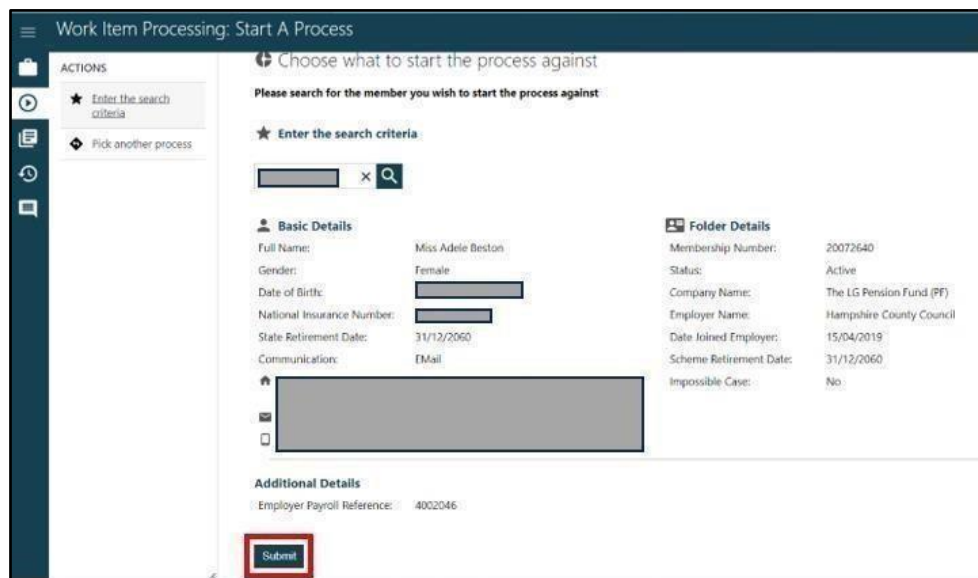 Work Item Processing: Start A Process
ACTIONS
Enter the search criteria
Pick another process
Choose what to start the process against
Please search for the member you wish to start the process against
Enter the search criteria
Basic Details
Full Name: Miss Adele Beston
Gender: Female
Date of Birth:
National Insurance Number:
State Retirement Date: 31/12/2060
Communication: EMail
Folder Details
Membership Number: 20072640
Status: Active
Company Name: The LG Pension Fund (PF)
Employer Name: Hampshire County Council
Date Joined Employer: 15/04/2019
Scheme Retirement Date: 31/12/2060
Impossible Case: No
Additional Details
Employer Payroll Reference: 4002046
Submit